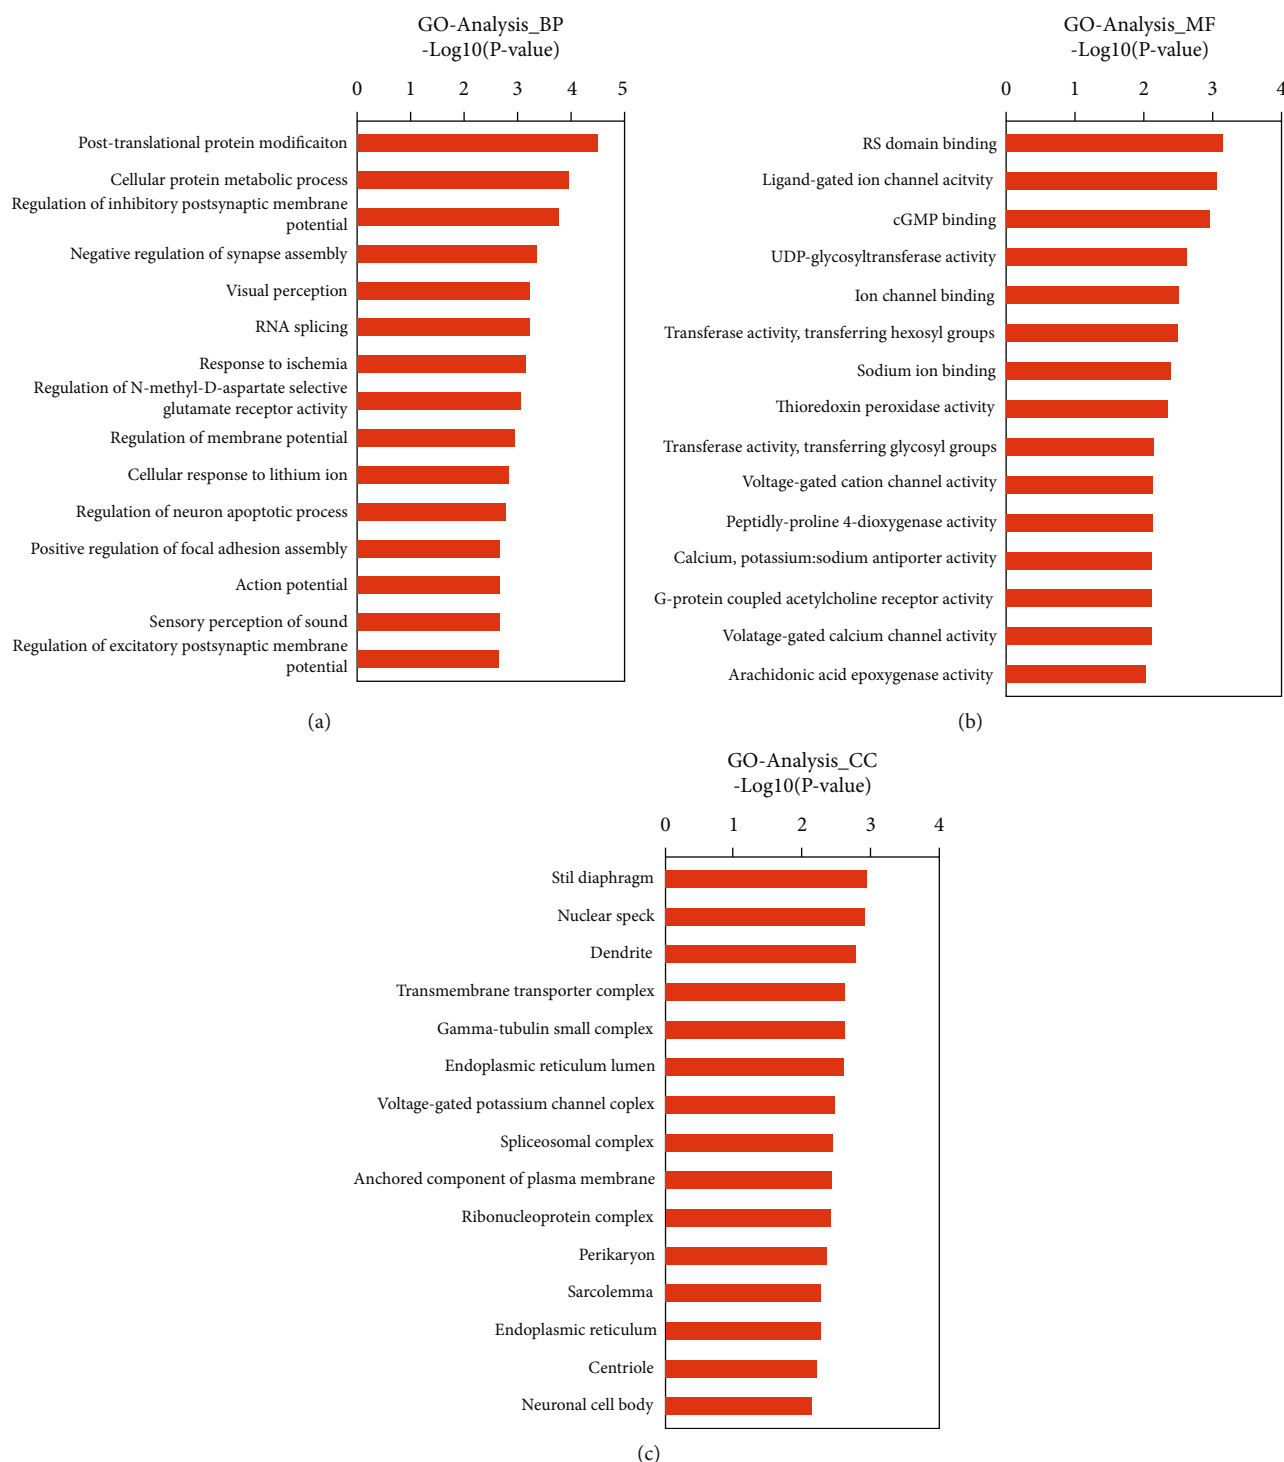 GO-Analysis_BP
-Log10(P-value)
0 1 2 3 4 5
Post-translational protein modificaiton
Cellular protein metabolic process
Regulation of inhibitory postsynaptic membrane
potential
Negative regulation of synapse assembly
Visual perception
RNA splicing
Response to ischemia
Regulation of N-methyl-D-aspartate selective
glutamate receptor activity
Regulation of membrane potential
Cellular response to lithium ion
Regulation of neuron apoptotic process
Positive regulation of focal adhesion assembly
Action potential
Sensory perception of sound
Regulation of excitatory postsynaptic membrane
potential
(a)
GO-Analysis_MF
-Log10(P-value)
0 1 2 3 4
RS domain binding
Ligand-gated ion channel acitvity
cGMP binding
UDP-glycosyltransferase activity
Ion channel binding
Transferase activity, transferring hexosyl groups
Sodium ion binding
Thioredoxin peroxidase activity
Transferase activity, transferring glycosyl groups
Voltage-gated cation channel activity
Peptidly-proline 4-dioxygenase activity
Calcium, potassium:sodium antiporter activity
G-protein coupled acetylcholine receptor activity
Volatage-gated calcium channel activity
Arachidonic acid epoxygenase activity
(b)
GO-Analysis_CC
-Log10(P-value)
0 1 2 3 4
Stil diaphragm
Nuclear speck
Dendrite
Transmembrane transporter complex
Gamma-tubulin small complex
Endoplasmic reticulum lumen
Voltage-gated potassium channel coplex
Spliceosomal complex
Anchored component of plasma membrane
Ribonucleoprotein complex
Perikaryon
Sarcolemma
Endoplasmic reticulum
Centriole
Neuronal cell body
(c)